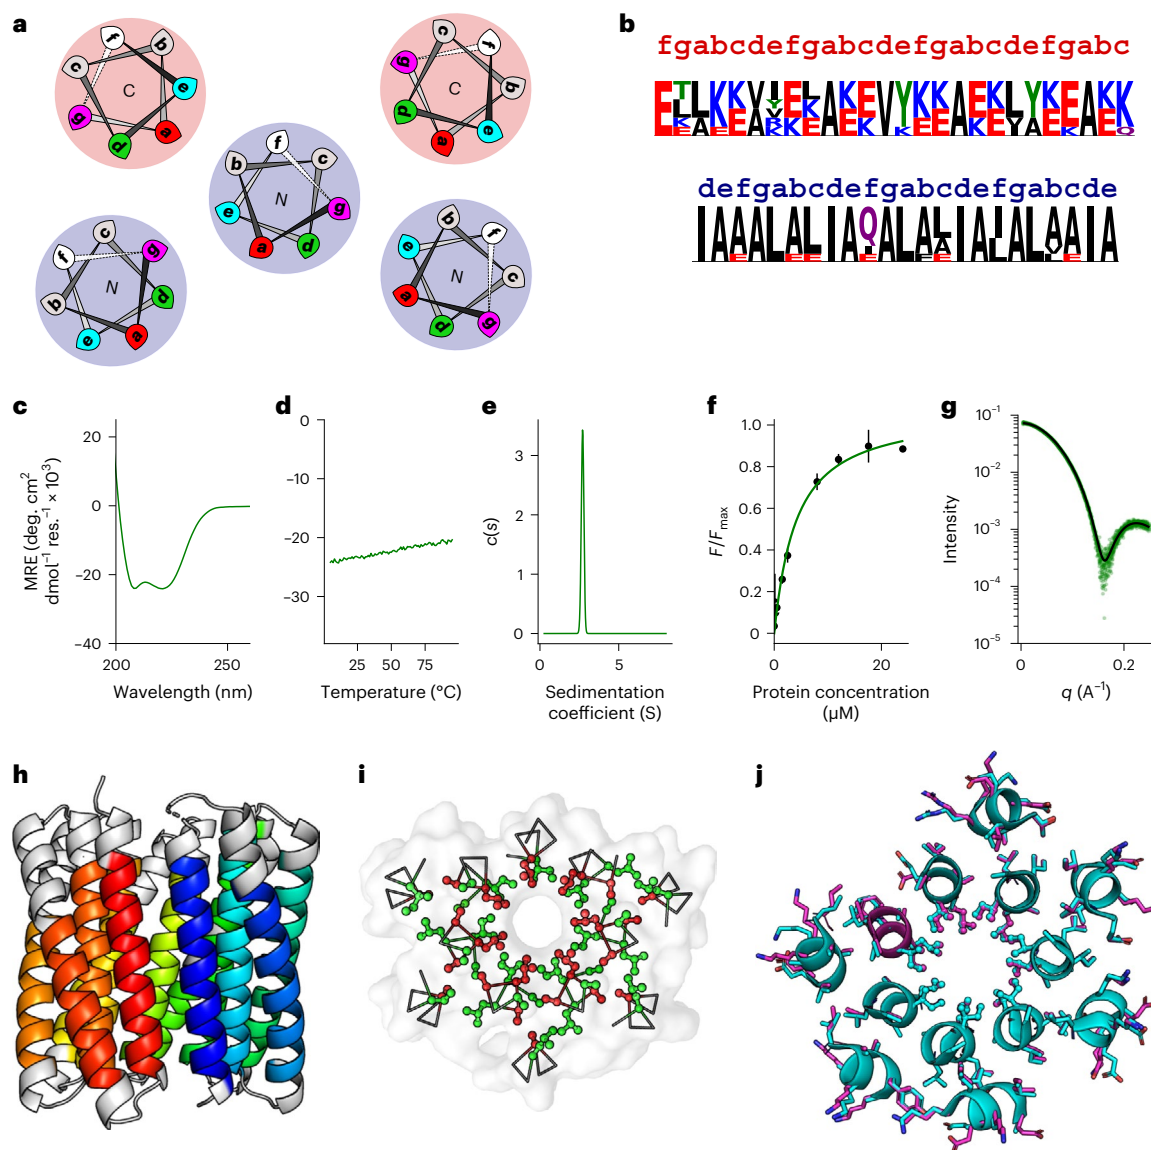 a
b
C
C
N
N
N
fgabcdefgabcdefgabcdefgabc
defgabcdefgabcdefgabcde
c
d
e
f
g
MRE (deg. cm² dmol⁻¹ res.⁻¹ × 10³)
20
0
−20
−40
200
250
Wavelength (nm)
0
−10
−20
−30
25
50
75
Temperature (°C)
c(s)
3
2
1
0
0
5
Sedimentation
coefficient (S)
F/Fmax
1.0
0.8
0.6
0.4
0.2
0
0
20
Protein concentration
(μM)
Intensity
10⁻¹
10⁻²
10⁻³
10⁻⁴
10⁻⁵
0
0.2
q (A⁻¹)
h
i
j